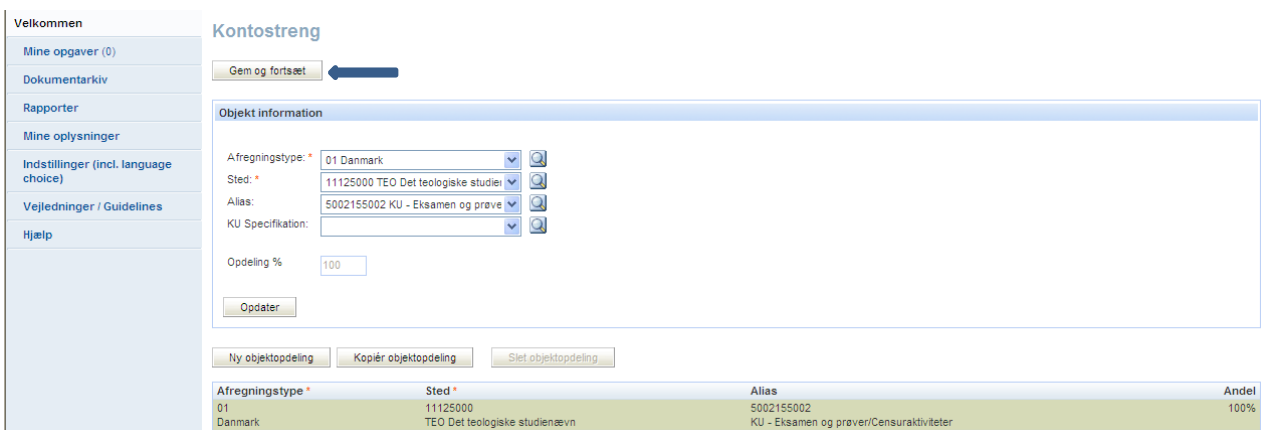 Velkommen
Mine opgaver (0)
Dokumentarkiv
Rapporter
Mine oplysninger
Indstillinger (incl. language
choice)
Vejledninger / Guidelines
Hjælp
Kontostreng
Gem og fortsæt
Objekt information
Afregningstype: * 01 Danmark
Sted: * 11125000 TEO Det teologiske studie
Alias: 5002155002 KU - Eksamen og prøve
KU Specifikation:
Opdeling % 100
Opdater
Ny objektopdeling Kopiér objektopdeling Slet objektopdeling
Afregningstype * Sted * Alias Andel
01 11125000 5002155002 100%
Danmark TEO Det teologiske studienævn KU - Eksamen og prøver/Censuraktiviteter